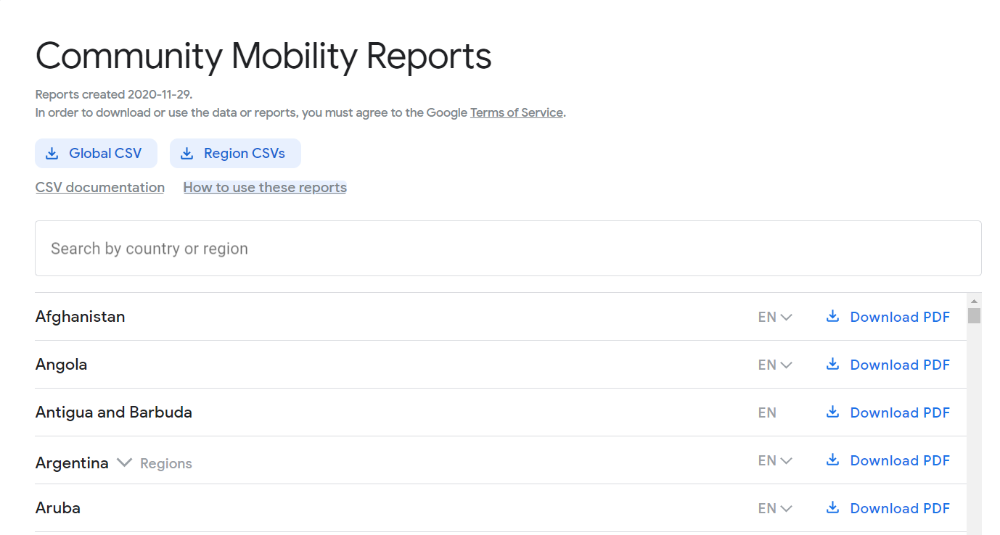 Community Mobility Reports
Reports created 2020-11-29.
In order to download or use the data or reports, you must agree to the Google Terms of Service.
Global CSV Region CSVs
CSV documentation How to use these reports
Search by country or region
Afghanistan EN Download PDF
Angola EN Download PDF
Antigua and Barbuda EN Download PDF
Argentina Regions EN Download PDF
Aruba EN Download PDF